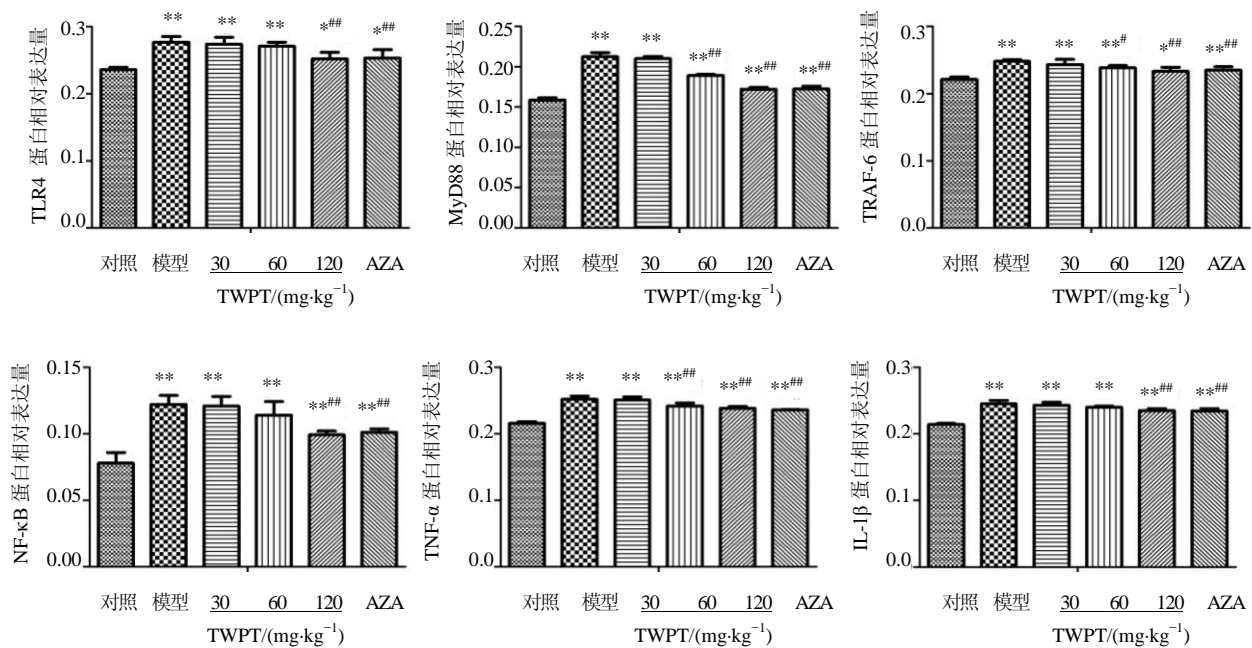 TLR4 蛋白相对表达量
0.3
0.2
0.1
0.0
** ** ** *## *##
对照 模型 30 60 120 AZA
TWPT/(mg·kg⁻¹)
MyD88 蛋白相对表达量
0.25
0.20
0.15
0.05
0.00
** ** **## **## **##
对照 模型 30 60 120 AZA
TWPT/(mg·kg⁻¹)
TRAF-6 蛋白相对表达量
0.3
0.2
0.1
0.0
** ** **# *## **##
对照 模型 30 60 120 AZA
TWPT/(mg·kg⁻¹)
NF-κB 蛋白相对表达量
0.15
0.10
0.05
0.00
** ** ** **## **##
对照 模型 30 60 120 AZA
TWPT/(mg·kg⁻¹)
TNF-α 蛋白相对表达量
0.3
0.2
0.1
0.0
** ** **## **## **##
对照 模型 30 60 120 AZA
TWPT/(mg·kg⁻¹)
IL-1β 蛋白相对表达量
0.3
0.2
0.1
0.0
** ** ** **## **##
对照 模型 30 60 120 AZA
TWPT/(mg·kg⁻¹)